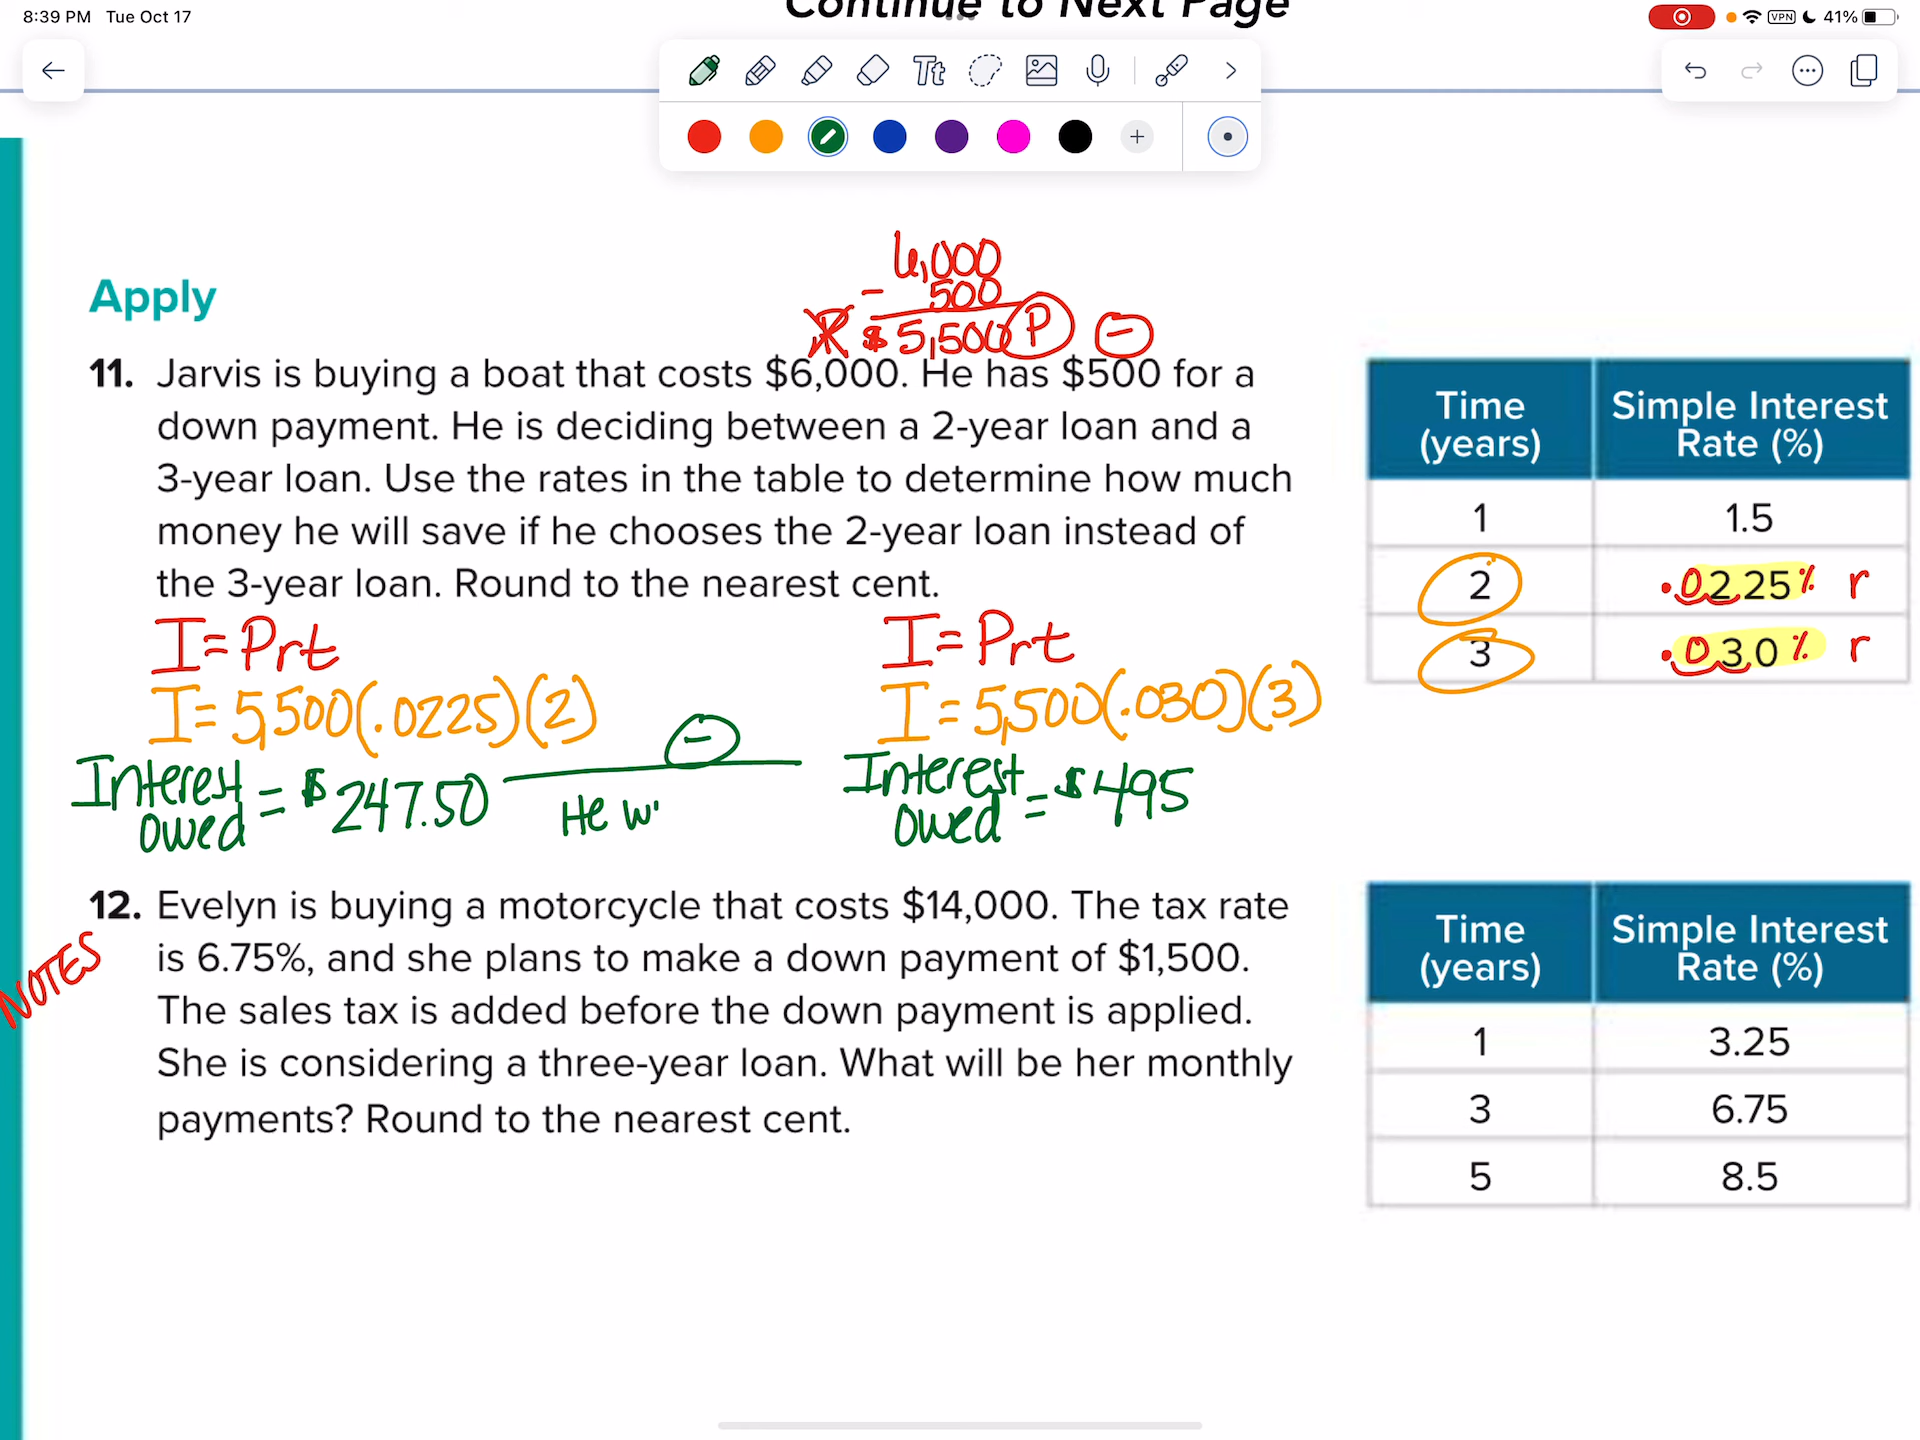 8:39 PM Tue Oct 17
Continue to Next Page
VPN 41%
Tt
6,000
- 500
$5,500 P −
Apply
11. Jarvis is buying a boat that costs $6,000. He has $500 for a
down payment. He is deciding between a 2-year loan and a
3-year loan. Use the rates in the table to determine how much
money he will save if he chooses the 2-year loan instead of
the 3-year loan. Round to the nearest cent.
Time (years) Simple Interest Rate (%)
1 1.5
2 .02.25% r
3 .03.0% r
I=Prt
I=5,500(.0225)(2)
Interest owed = $247.50
−
He w
I=Prt
I=5,500(.030)(3)
Interest owed = $495
NOTES
12. Evelyn is buying a motorcycle that costs $14,000. The tax rate
is 6.75%, and she plans to make a down payment of $1,500.
The sales tax is added before the down payment is applied.
She is considering a three-year loan. What will be her monthly
payments? Round to the nearest cent.
Time (years) Simple Interest Rate (%)
1 3.25
3 6.75
5 8.5